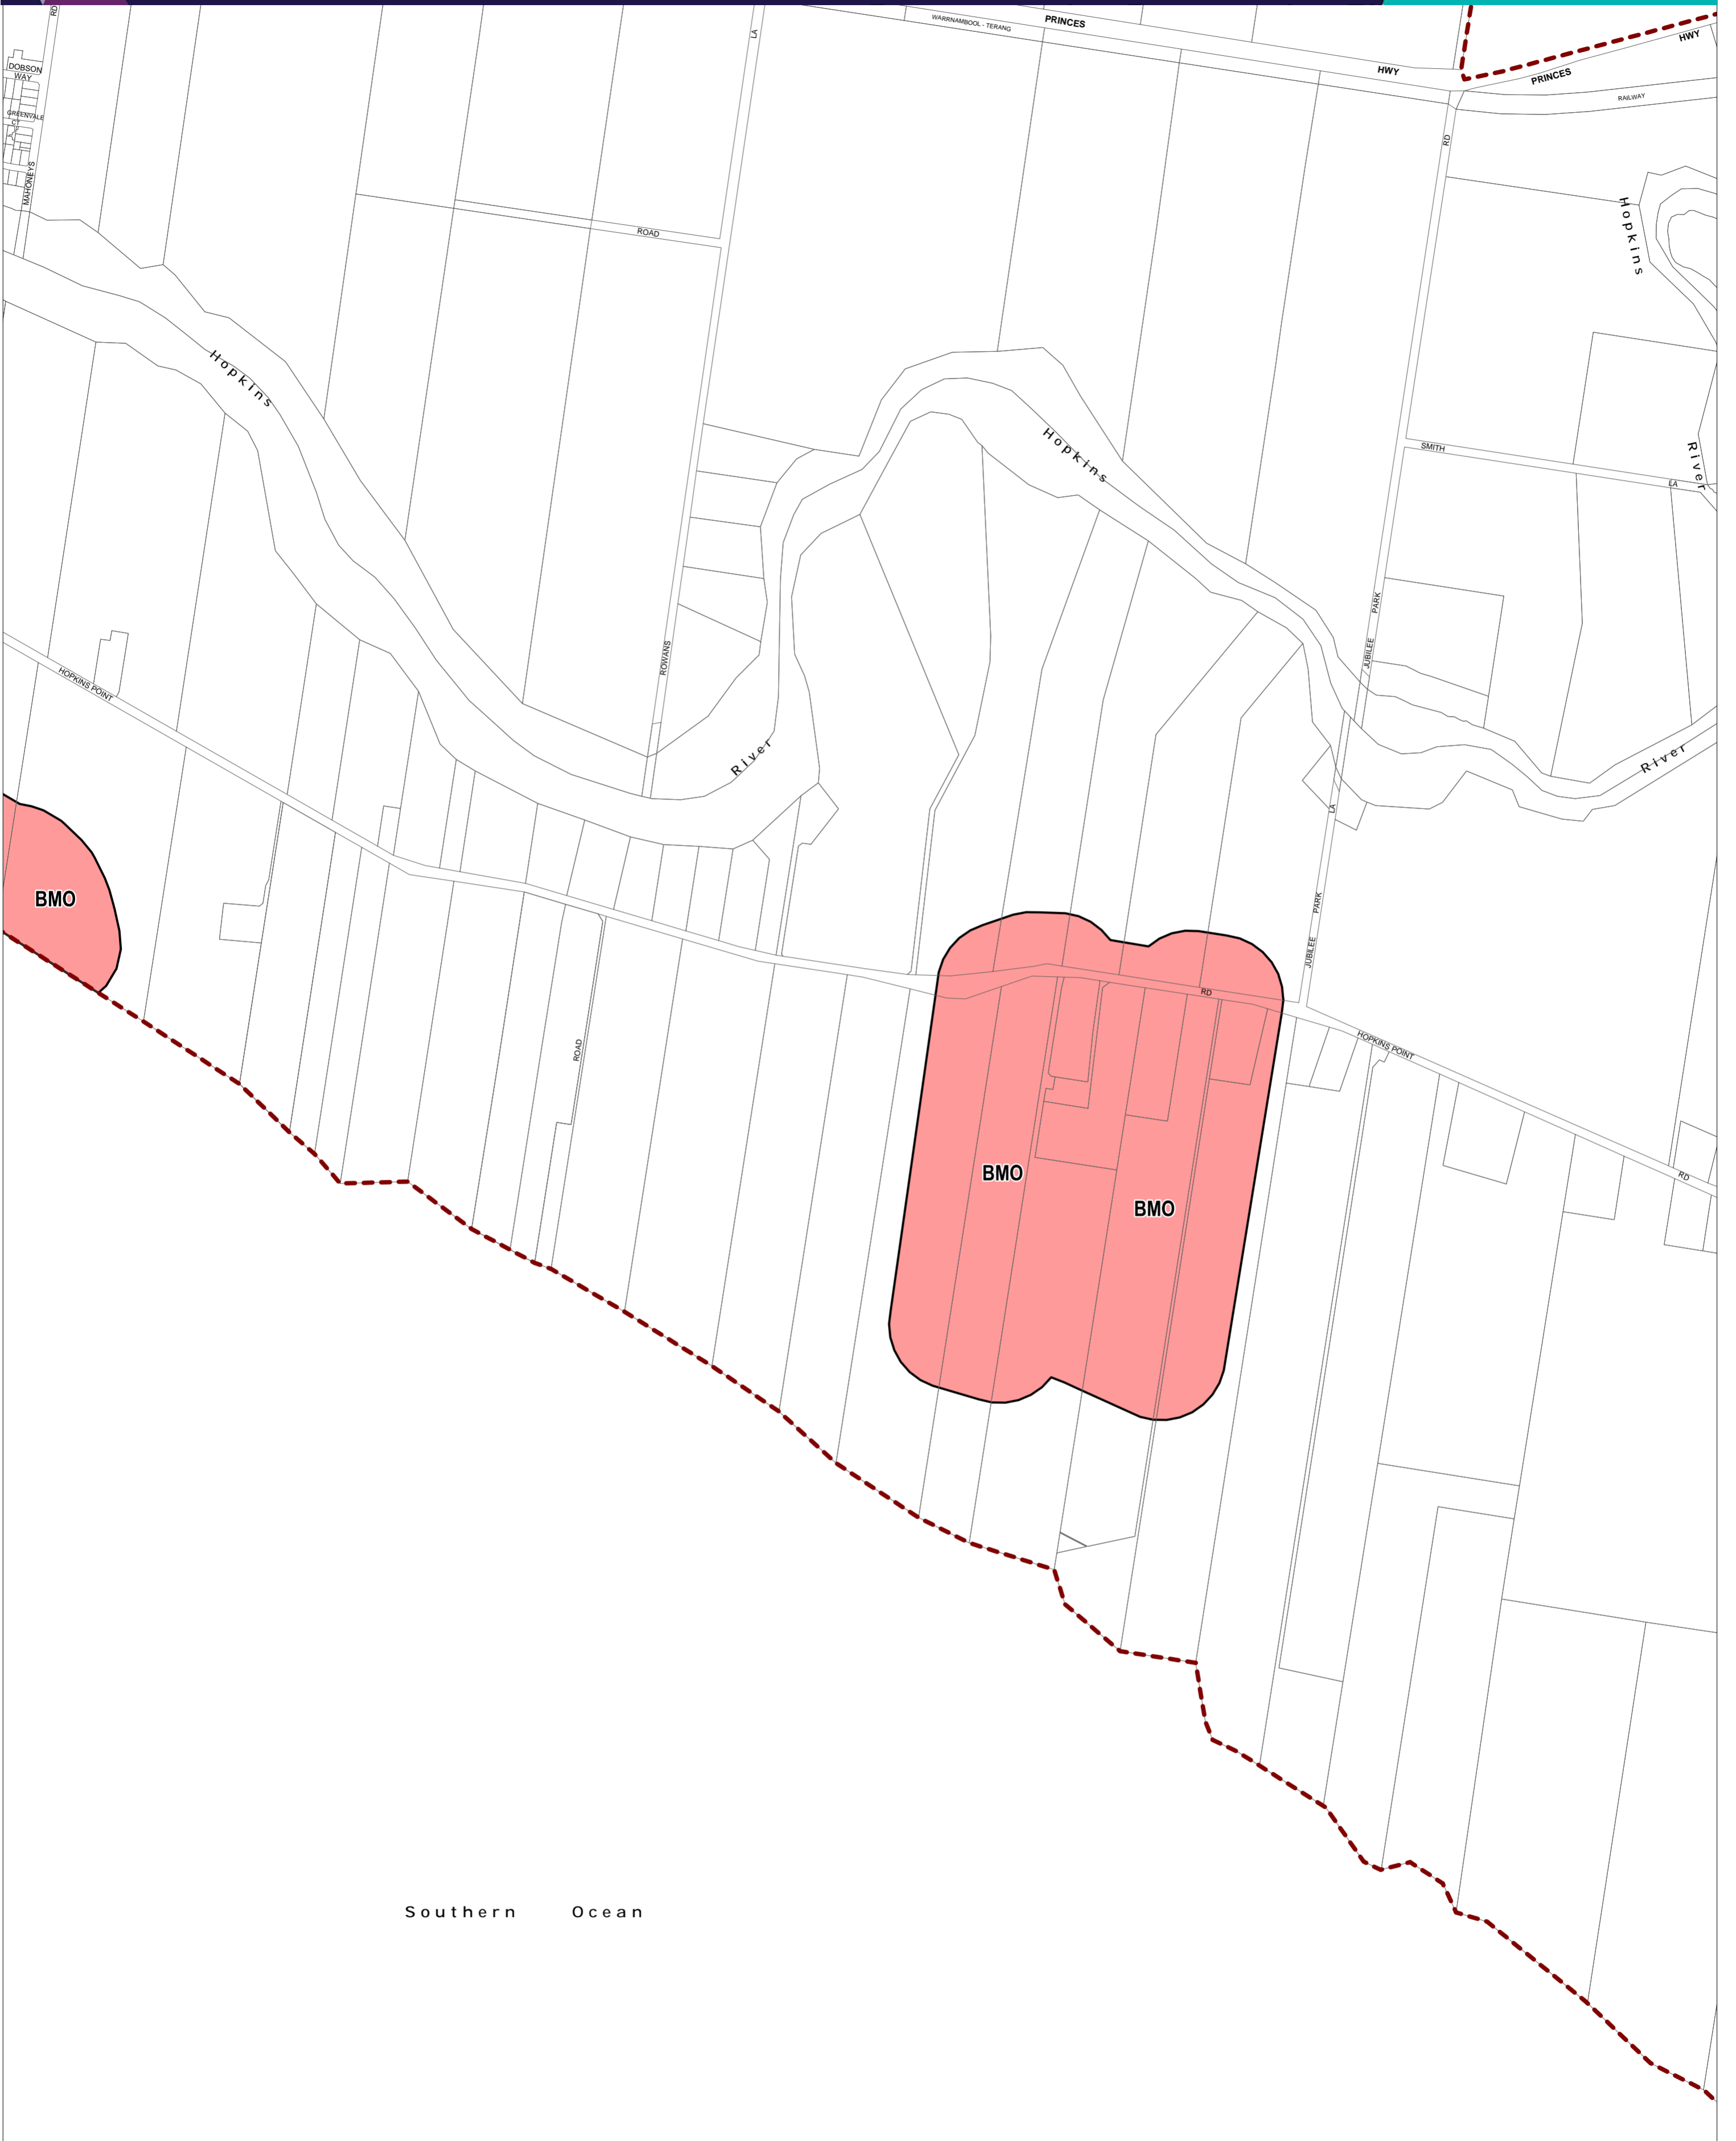 RD
LA
WARRNAMBOOL - TERANG
PRINCES
HWY
PRINCES
HWY
RAILWAY
DOBSON
WAY
GREENVALE
CT
MAHONEYS
RD
ROAD
Hopkins
Hopkins
Hopkins
River
SMITH
LA
PARK
JUBILEE
ROWANS
HOPKINS POINT
River
River
LA
BMO
PARK
JUBILEE
RD
HOPKINS POINT
ROAD
BMO
BMO
RD
Southern Ocean